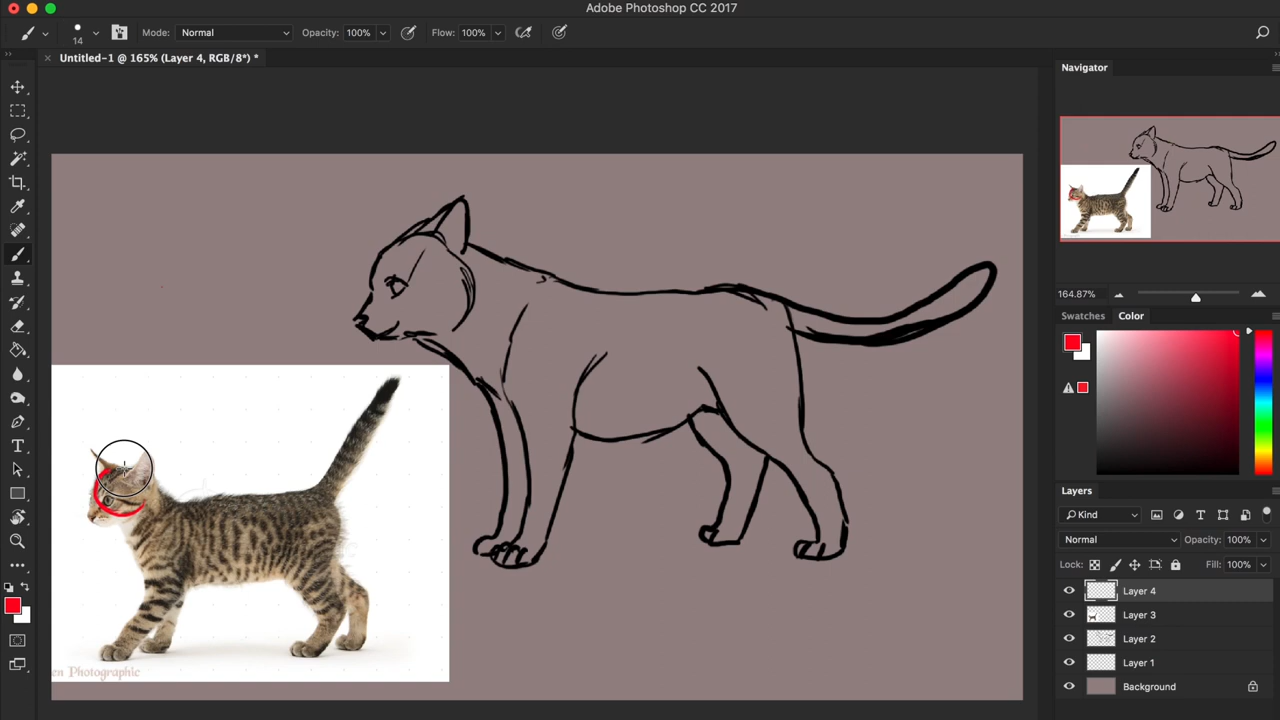 Adobe Photoshop CC 2017
14 Mode: Normal Opacity: 100% Flow: 100%
Untitled-1 @ 165% (Layer 4, RGB/8*) *
Navigator
164.87%
Swatches Color
Layers
Kind
Normal Opacity: 100%
Lock: Fill: 100%
Layer 4
Layer 3
Layer 2
Layer 1
Background
en Photographic